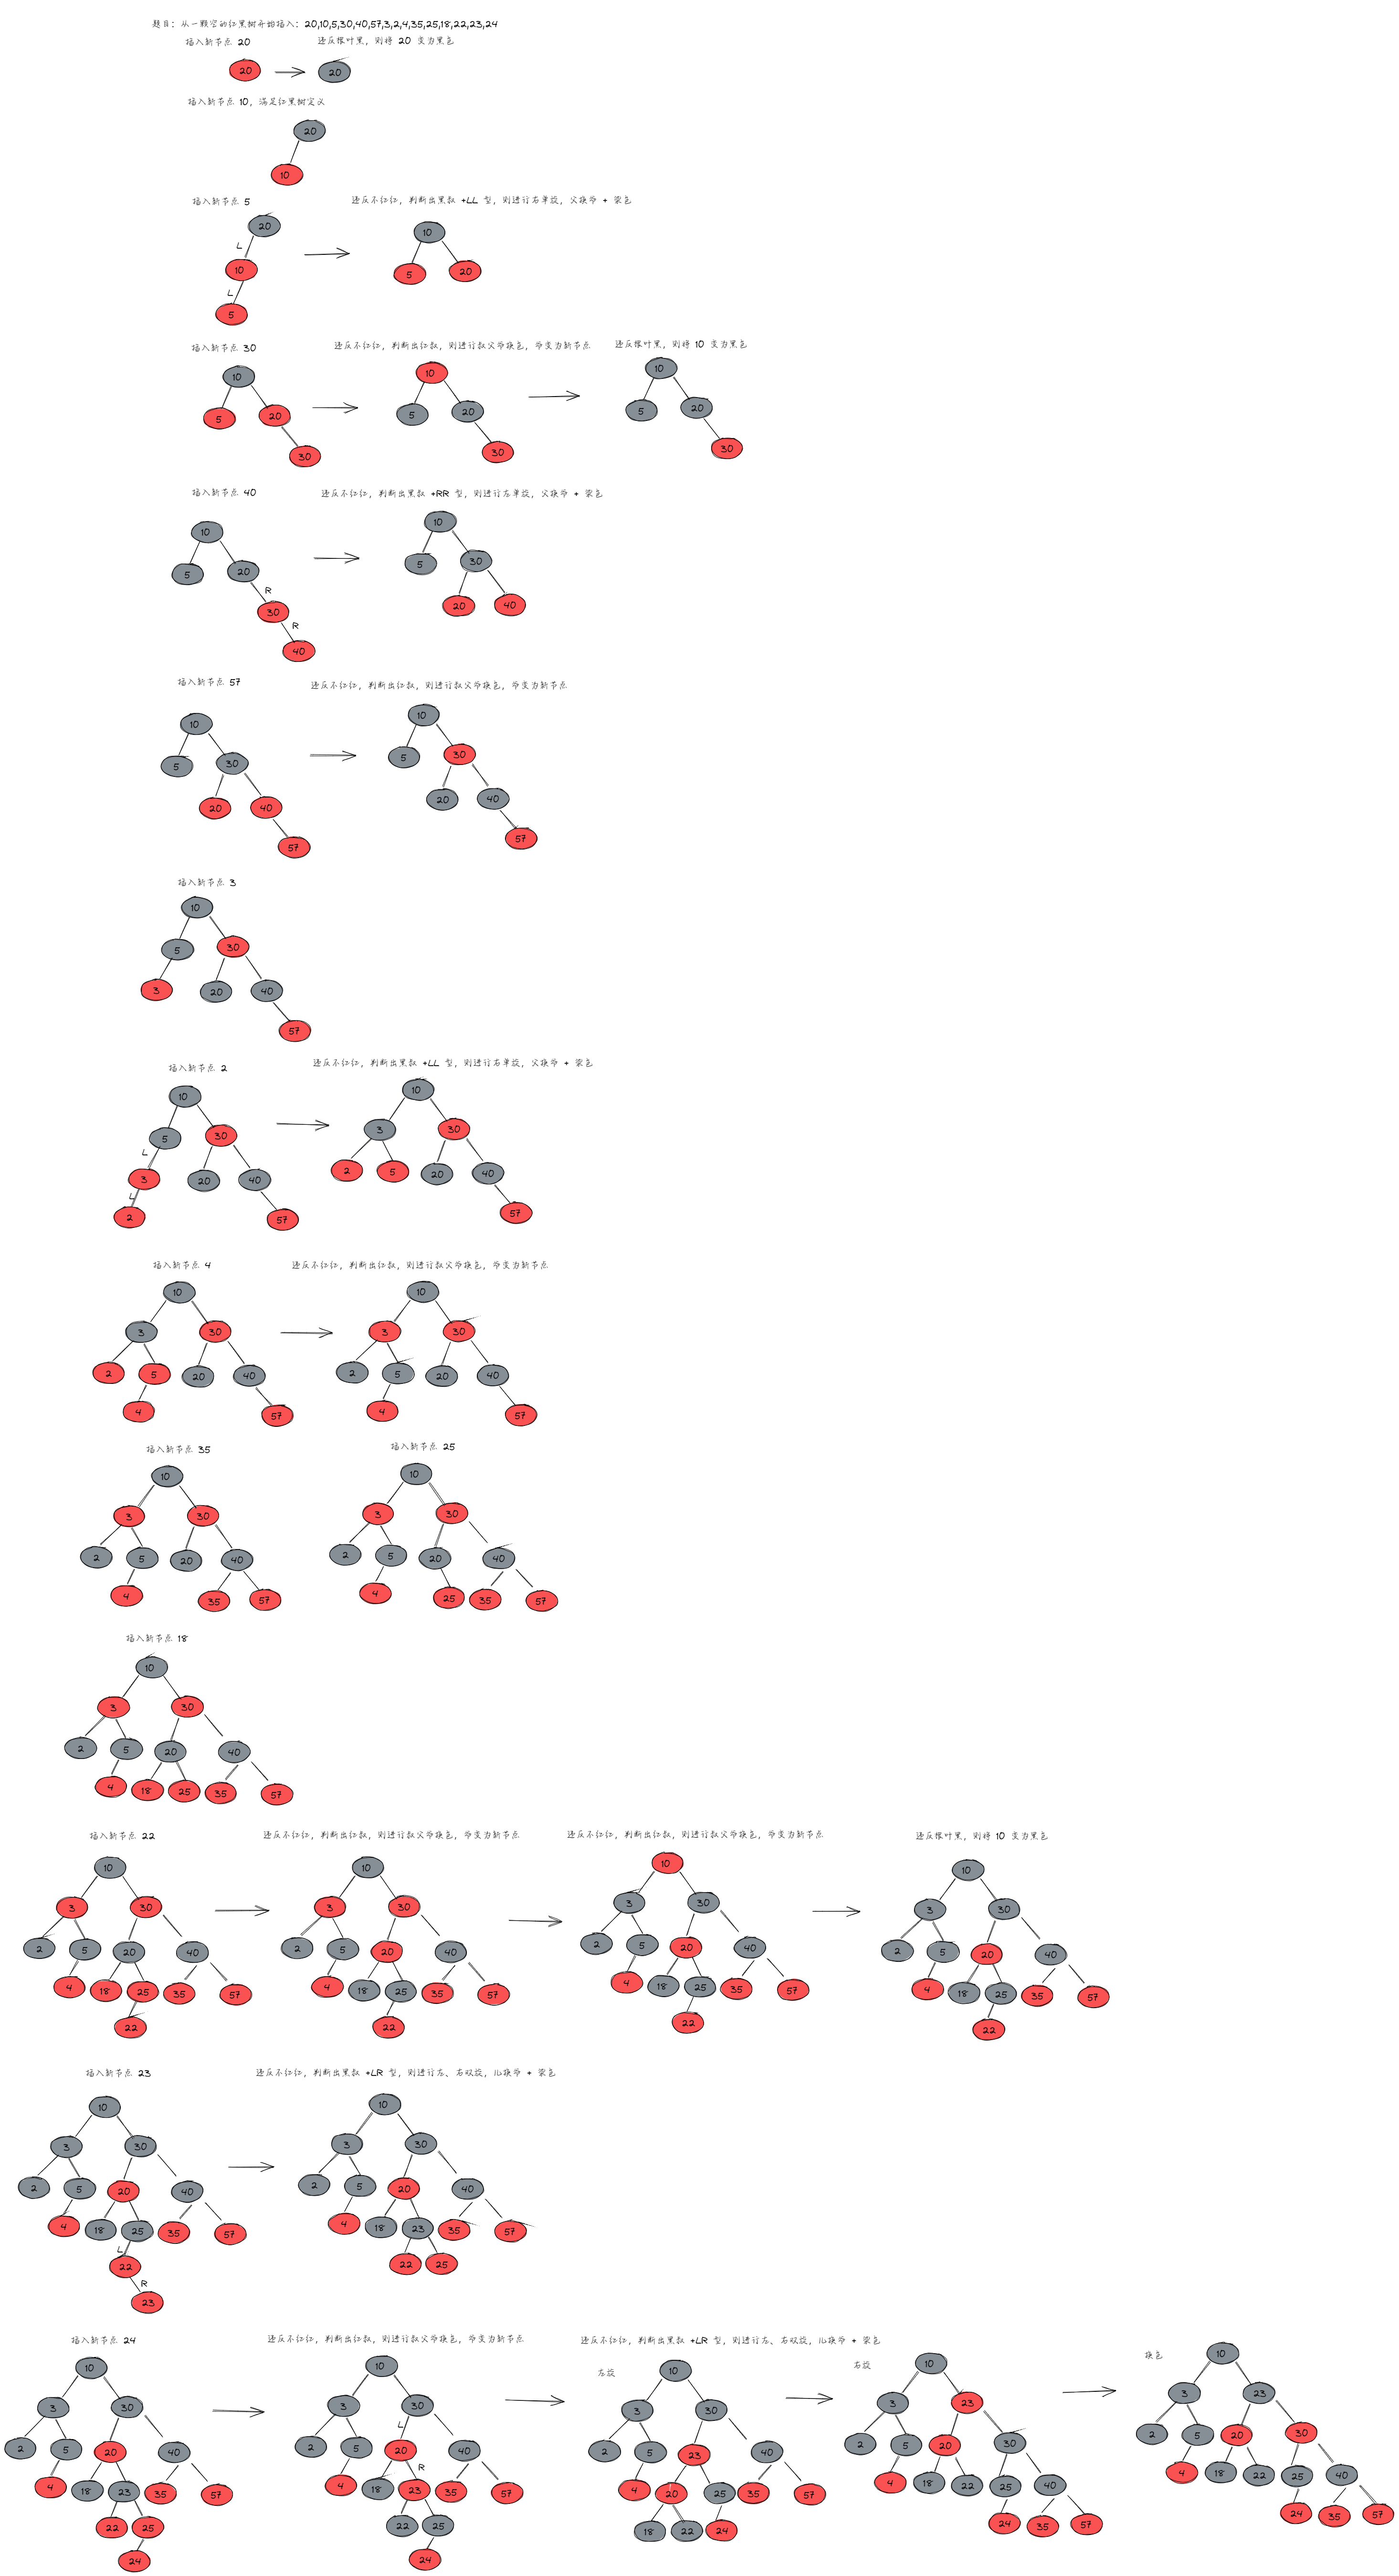 题目：从一颗空的红黑树开始插入：20,10,5,30,40,57,3,2,4,35,25,18,22,23,24
插入新节点 20 违反根叶黑，则将 20 变为黑色
20 20
插入新节点 10，满足红黑树定义
20
10
插入新节点 5 违反不红红，判断出黑叔 +LL 型，则进行右单旋，父换爷 + 染色
20 10
L
10 5 20
L
5
插入新节点 30 违反不红红，判断出红叔，则进行叔父爷换色，爷变为新节点 违反根叶黑，则将 10 变为黑色
10 10 10
5 20 5 20 5 20
30 30 30
插入新节点 40 违反不红红，判断出黑叔 +RR 型，则进行左单旋，父换爷 + 染色
10 10
5 20 5 30
R
30 20 40
R
40
插入新节点 57 违反不红红，判断出红叔，则进行叔父爷换色，爷变为新节点
10 10
5 30 5 30
20 40 20 40
57 57
插入新节点 3
10
5 30
3 20 40
57
插入新节点 2 违反不红红，判断出黑叔 +LL 型，则进行右单旋，父换爷 + 染色
10 10
5 30 3 30
L
3 20 40 2 5 20 40
L
2 57 57
插入新节点 4 违反不红红，判断出红叔，则进行叔父爷换色，爷变为新节点
10 10
3 30 3 30
2 5 20 40 2 5 20 40
4 57 4 57
插入新节点 35 插入新节点 25
10 10
3 30 3 30
2 5 20 40 2 5 20 40
4 35 57 4 25 35 57
插入新节点 18
10
3 30
2 5 20 40
4 18 25 35 57
插入新节点 22 违反不红红，判断出红叔，则进行叔父爷换色，爷变为新节点 违反不红红，判断出红叔，则进行叔父爷换色，爷变为新节点 违反根叶黑，则将 10 变为黑色
10 10 10 10
3 30 3 30 3 30 3 30
2 5 20 40 2 5 20 40 2 5 20 40 2 5 20 40
4 18 25 35 57 4 18 25 35 57 4 18 25 35 57 4 18 25 35 57
22 22 22 22
插入新节点 23 违反不红红，判断出黑叔 +LR 型，则进行左、右双旋，儿换爷 + 染色
10 10
3 30 3 30
2 5 20 40 2 5 20 40
4 18 25 35 57 4 18 23 35 57
L
22 22 25
R
23
插入新节点 24 违反不红红，判断出红叔，则进行叔父爷换色，爷变为新节点 违反不红红，判断出黑叔 +LR 型，则进行左、右双旋，儿换爷 + 染色
左旋 右旋 换色
10 10 10 10 10
3 30 3 30 3 30 3 23 3 23
L
2 5 20 40 2 5 20 40 2 5 23 40 2 5 20 30 2 5 20 30
R
4 18 23 35 57 4 18 23 35 57 4 20 25 35 57 4 18 22 25 40 4 18 22 25 40
22 25 22 25 18 22 24 24 35 57 24 35 57
24 24